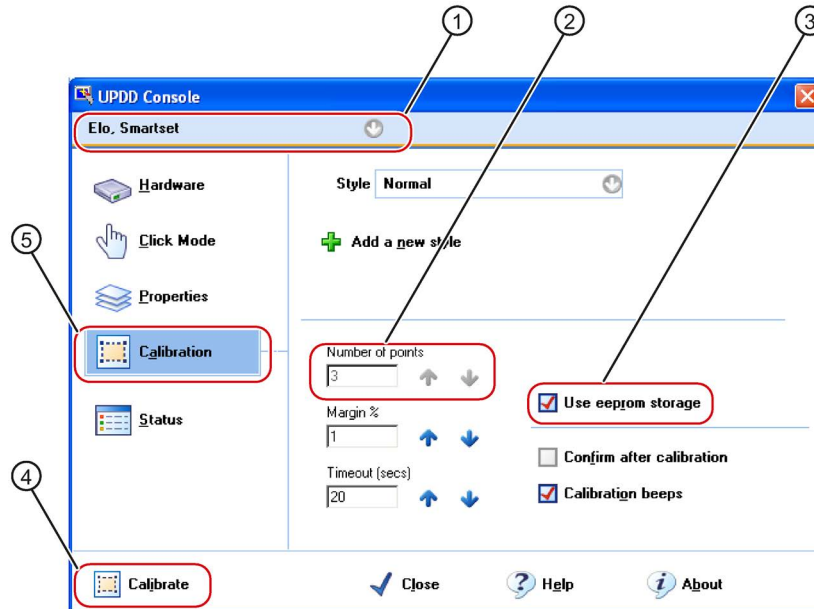 1 2 3
UPDD Console
Elo, Smartset
Hardware
Style Normal
5
Click Mode
Add a new style
Properties
Calibration
Number of points
3
Use eeprom storage
Margin %
Status
1
Confirm after calibration
Timeout (secs)
4
20
Calibration beeps
Calibrate Close Help About